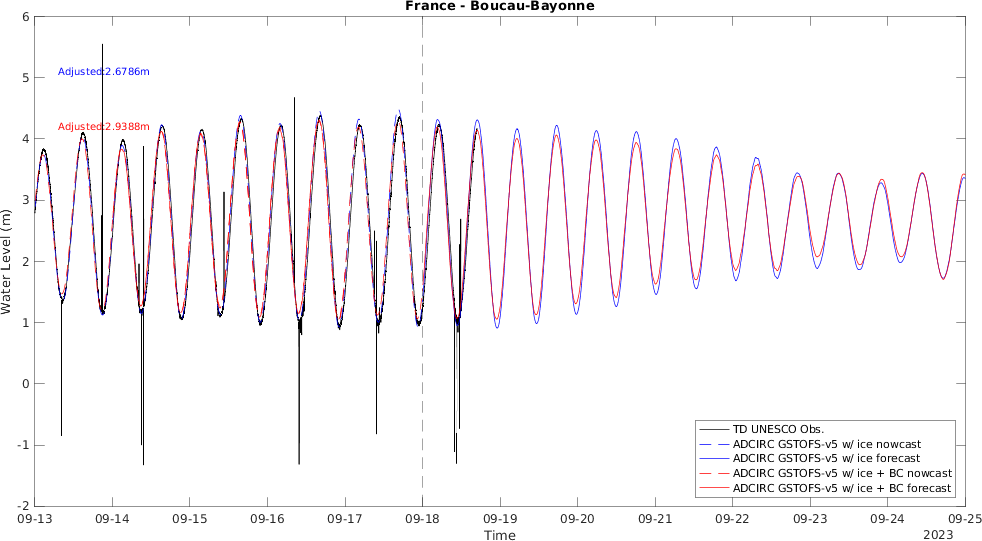 France - Boucau-Bayonne
6
5
4
3
2
1
0
-1
-2
Water Level (m)
Adjusted:2.6786m
Adjusted:2.9388m
TD UNESCO Obs.
ADCIRC GSTOFS-v5 w/ ice nowcast
ADCIRC GSTOFS-v5 w/ ice forecast
ADCIRC GSTOFS-v5 w/ ice + BC nowcast
ADCIRC GSTOFS-v5 w/ ice + BC forecast
09-13 09-14 09-15 09-16 09-17 09-18 09-19 09-20 09-21 09-22 09-23 09-24 09-25
Time
2023